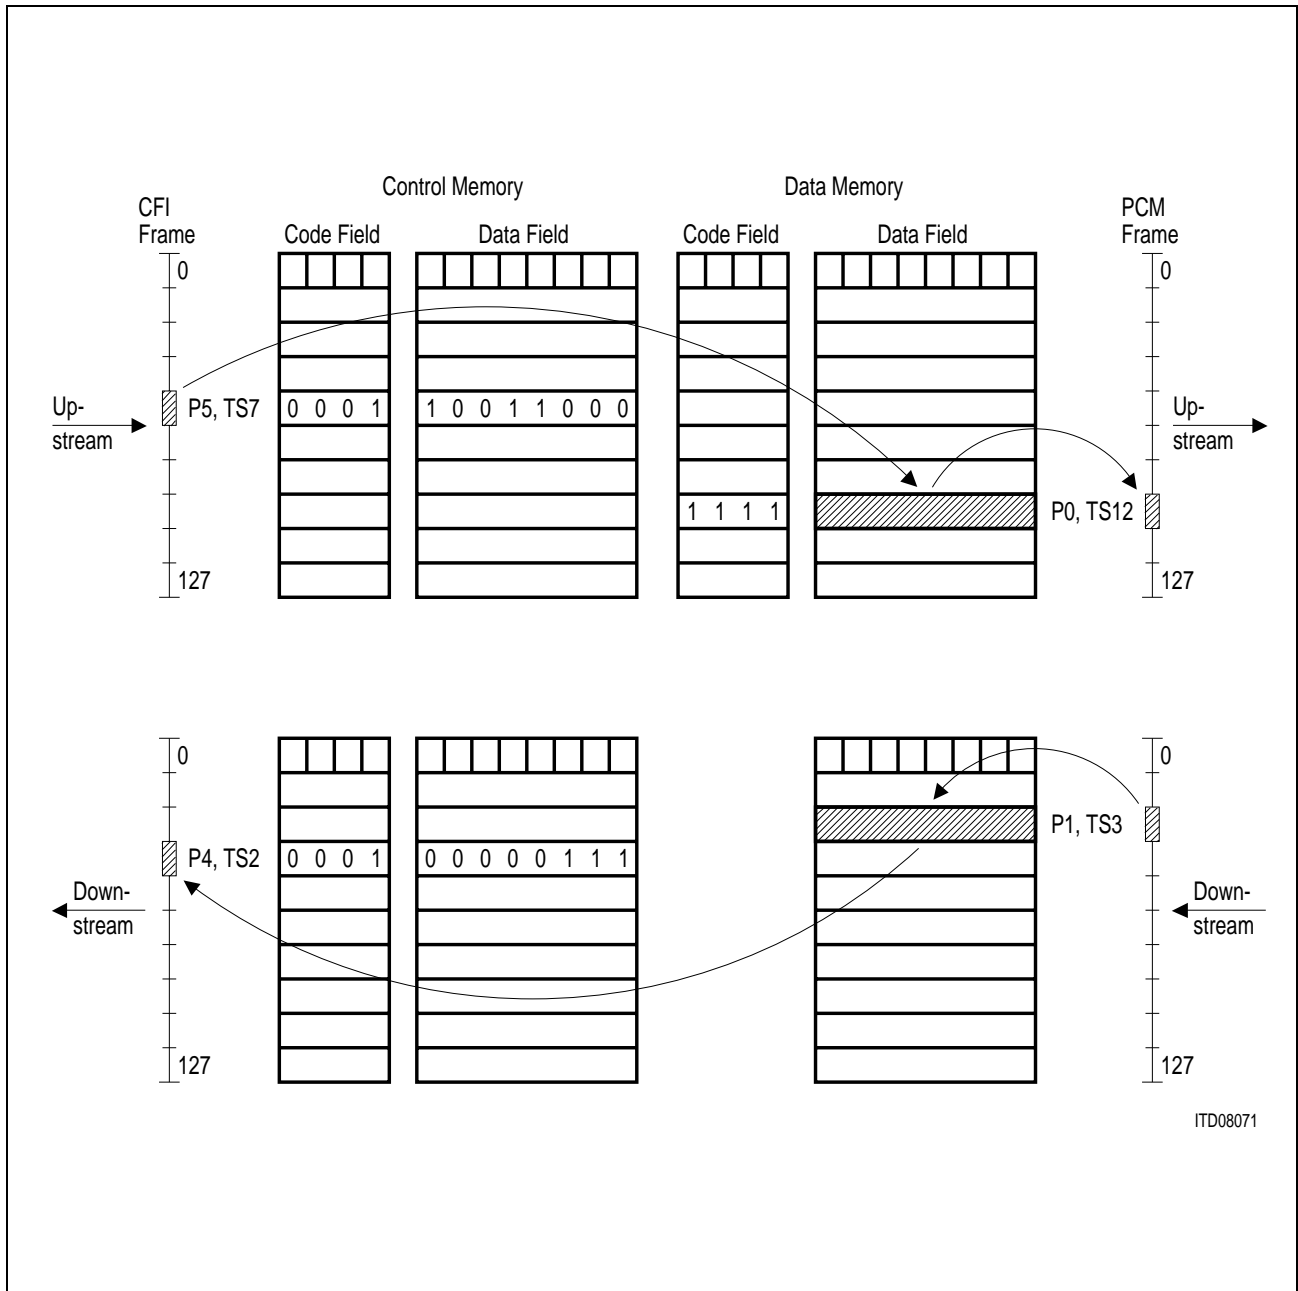 Control Memory Data Memory
CFI PCM
Frame Code Field Data Field Code Field Data Field Frame
0 0
Up- P5, TS7 0 0 0 1 1 0 0 1 1 0 0 0 Up-
stream stream
1 1 1 1 P0, TS12
127 127
0 0
P1, TS3
P4, TS2 0 0 0 1 0 0 0 0 0 1 1 1
Down- Down-
stream stream
127 127
ITD08071